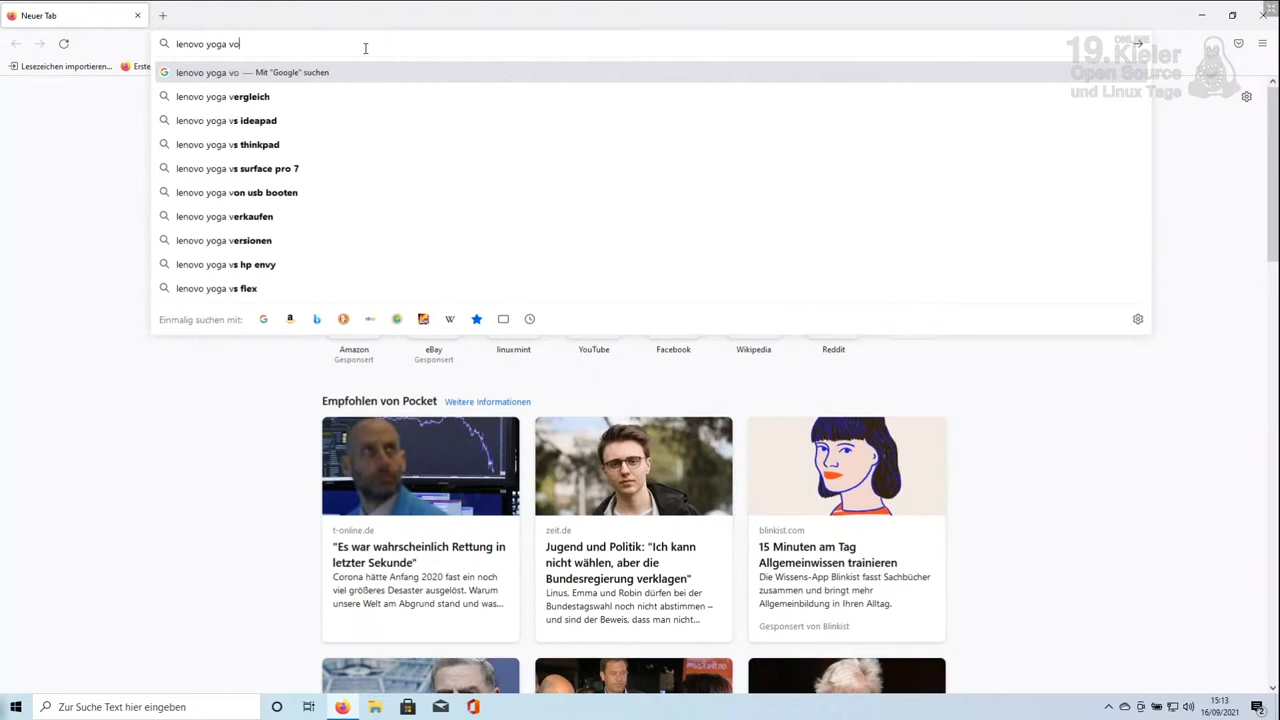 Neuer Tab
lenovo yoga vo
ONLINE
19. Kieler
Open Source
und Linux Tage
Lesezeichen importieren...
Erste
lenovo yoga vo — Mit "Google" suchen
lenovo yoga vergleich
lenovo yoga vs ideapad
lenovo yoga vs thinkpad
lenovo yoga vs surface pro 7
lenovo yoga von usb booten
lenovo yoga verkaufen
lenovo yoga versionen
lenovo yoga vs hp envy
lenovo yoga vs flex
Einmalig suchen mit:
Amazon
Gesponsert
eBay
Gesponsert
linuxmint
YouTube
Facebook
Wikipedia
Reddit
Empfohlen von Pocket
Weitere Informationen
t-online.de
"Es war wahrscheinlich Rettung in
letzter Sekunde"
Corona hätte Anfang 2020 fast ein noch
viel größeres Desaster ausgelöst. Warum
unsere Welt am Abgrund stand und was...
zeit.de
Jugend und Politik: "Ich kann
nicht wählen, aber die
Bundesregierung verklagen"
Linus, Emma und Robin dürfen bei der
Bundestagswahl noch nicht abstimmen –
und sind der Beweis, dass man nicht...
blinkist.com
15 Minuten am Tag
Allgemeinwissen trainieren
Die Wissens-App Blinkist fasst Sachbücher
zusammen und bringt mehr
Allgemeinbildung in Ihren Alltag.
Gesponsert von Blinkist
Zur Suche Text hier eingeben
15:13
16/09/2021
2